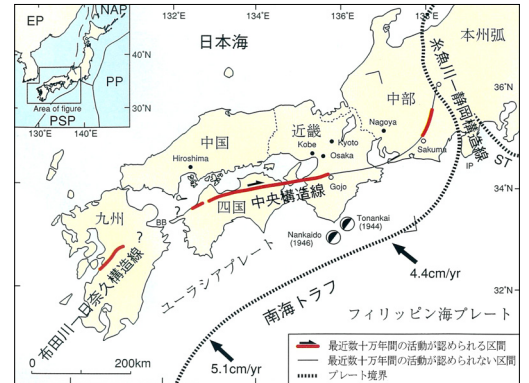 EP
NAP
40°N
PP
30°N
Area of figure
PSP
130°E
140°E
132°E
134°E
136°E
138°E
日本海
本州弧
糸魚川ー静岡構造線
36°N
中部
近畿
Nagoya
中国
Kobe
Kyoto
Osaka
Sakuma
ST
Hiroshima
IP
34°N
Gojo
中央構造線
四国
?
九州
BB
?
Tonankai
(1944)
Nankaido
(1946)
布田川ー日奈久構造線
ユーラシアプレート
4.4cm/yr
南海トラフ
フィリッピン海プレート
32°N
0
200km
5.1cm/yr
最近数十万年間の活動が認められる区間
最近数十万年間の活動が認められない区間
プレート境界